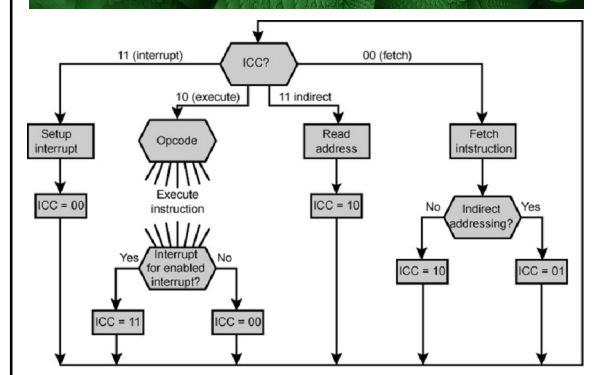 ICC?
11 (interrupt)
00 (fetch)
10 (execute)
11 indirect
Setup
interrupt
Opcode
Read
address
Fetch
intstruction
Execute
instruction
ICC = 00
ICC = 10
No
Indirect
addressing?
Yes
Yes
Interrupt
for enabled
interrupt?
No
ICC = 10
ICC = 01
ICC = 11
ICC = 00